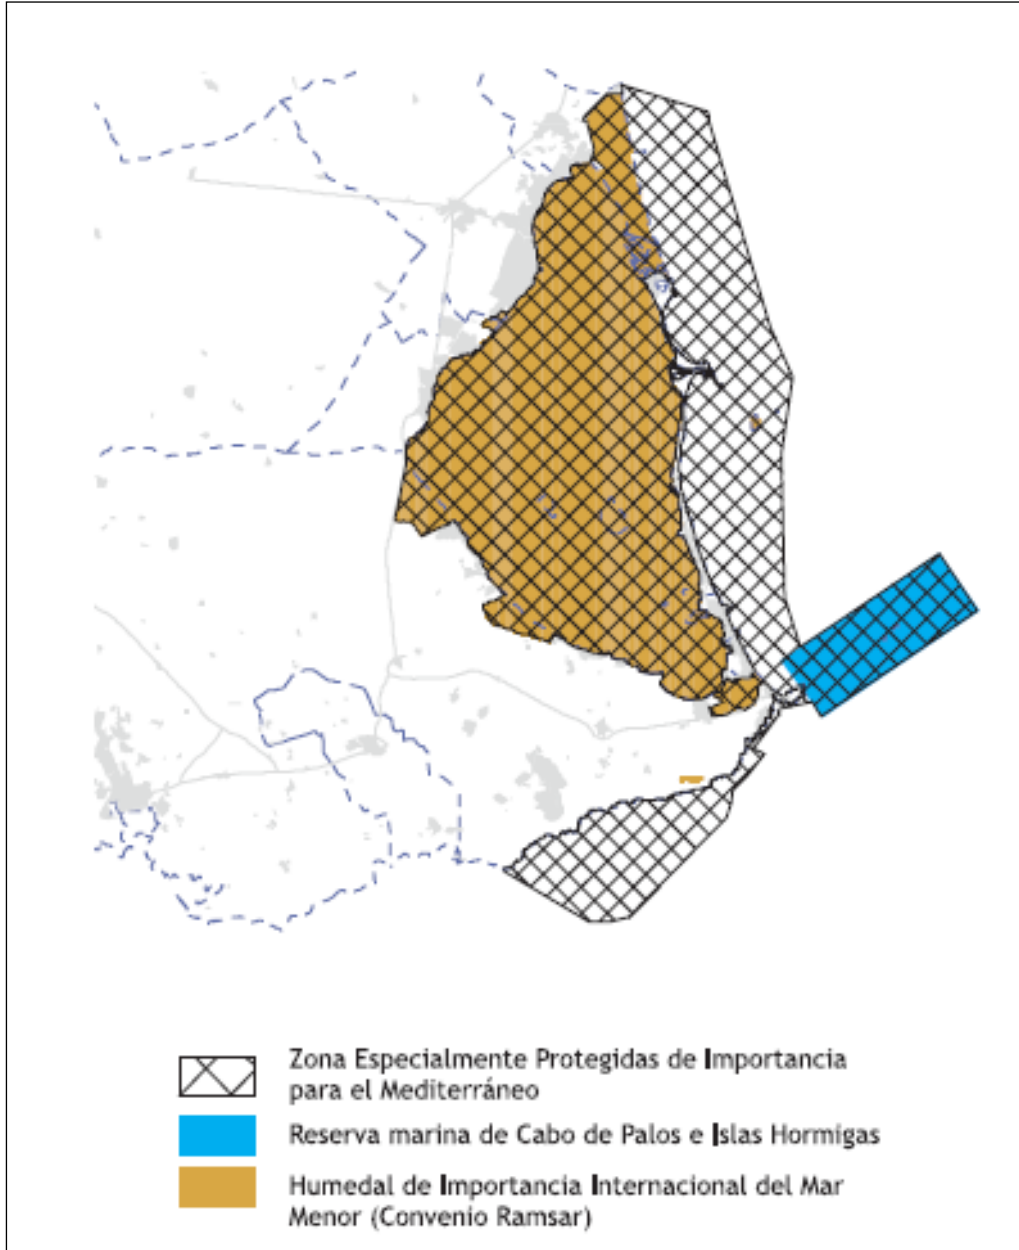 Zona Especialmente Protegidas de Importancia
para el Mediterráneo
Reserva marina de Cabo de Palos e Islas Hormigas
Humedal de Importancia Internacional del Mar
Menor (Convenio Ramsar)